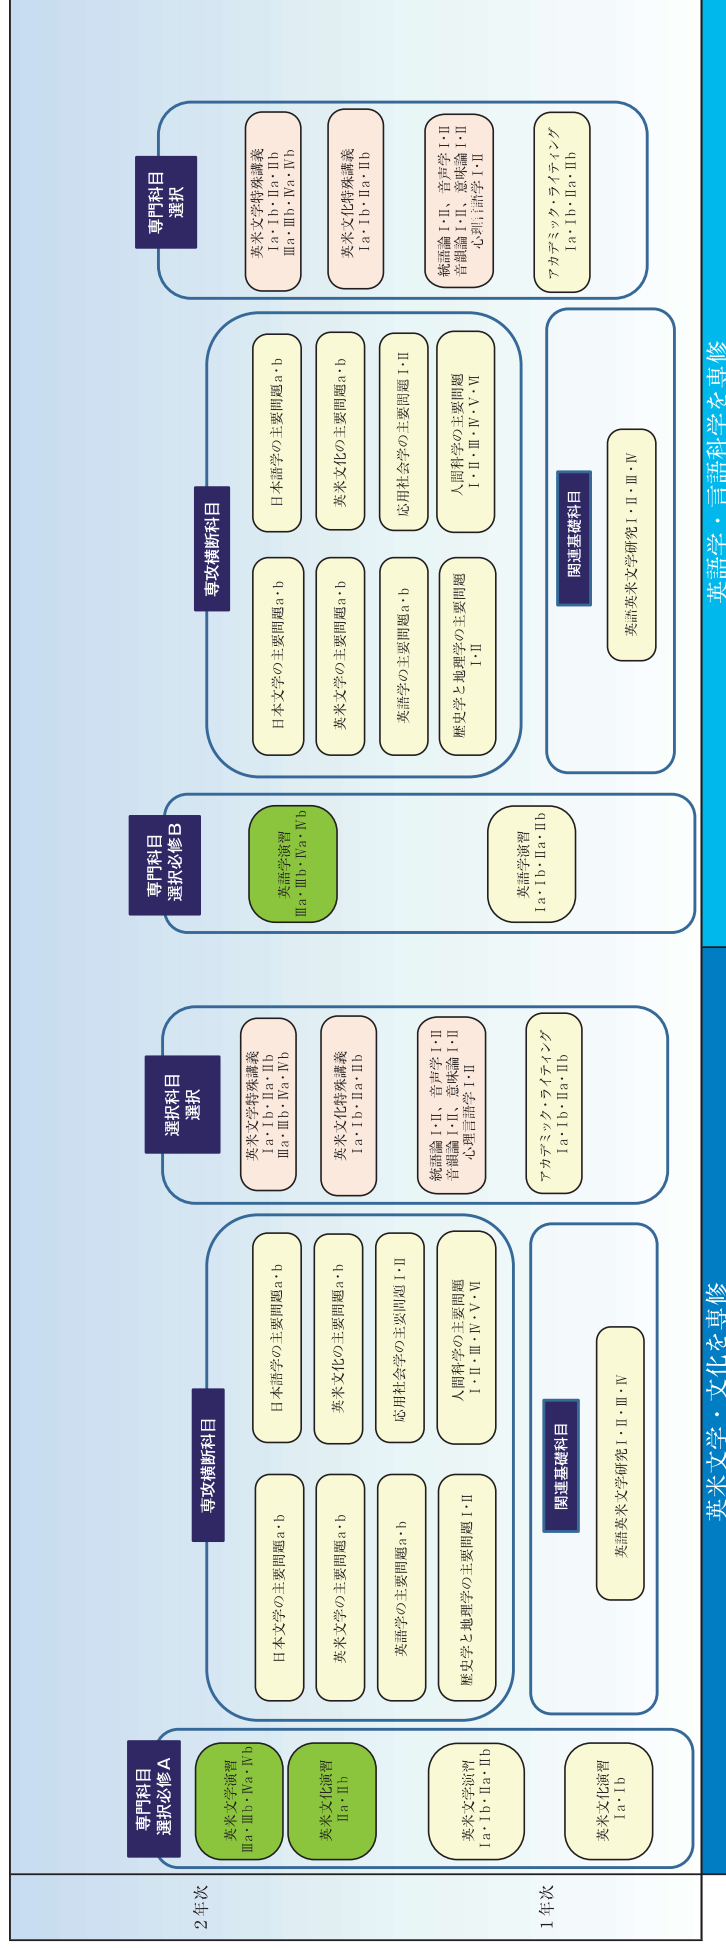 2年次
1年次
専門科目
選択必修A
英米文学演習
Ⅲa・Ⅲb・Ⅳa・Ⅳb
英米文化演習
Ⅱa・Ⅱb
英米文学演習
Ⅰa・Ⅰb・Ⅱa・Ⅱb
英米文化演習
Ⅰa・Ⅰb
専攻横断科目
日本文学の主要問題a・b
英米文学の主要問題a・b
英語学の主要問題a・b
歴史学と地理学の主要問題Ⅰ・Ⅱ
日本語学の主要問題a・b
英米文化の主要問題a・b
応用社会学の主要問題Ⅰ・Ⅱ
人間科学の主要問題
Ⅰ・Ⅱ・Ⅲ・Ⅳ・Ⅴ・Ⅵ
関連基礎科目
英語英米文学研究Ⅰ・Ⅱ・Ⅲ・Ⅳ
選択科目
選択
英米文学特殊講義
Ⅰa・Ⅰb・Ⅱa・Ⅱb
Ⅲa・Ⅲb・Ⅳa・Ⅳb
英米文化特殊講義
Ⅰa・Ⅰb・Ⅱa・Ⅱb
統語論Ⅰ・Ⅱ、音声学Ⅰ・Ⅱ
音韻論Ⅰ・Ⅱ、意味論Ⅰ・Ⅱ
心理言語学Ⅰ・Ⅱ
アカデミック・ライティング
Ⅰa・Ⅰb・Ⅱa・Ⅱb
英米文学・文化を専修
専門科目
選択必修B
英語学演習
Ⅲa・Ⅲb・Ⅳa・Ⅳb
英語学演習
Ⅰa・Ⅰb・Ⅱa・Ⅱb
専攻横断科目
日本文学の主要問題a・b
英米文学の主要問題a・b
英語学の主要問題a・b
歴史学と地理学の主要問題
Ⅰ・Ⅱ
日本語学の主要問題a・b
英米文化の主要問題a・b
応用社会学の主要問題Ⅰ・Ⅱ
人間科学の主要問題
Ⅰ・Ⅱ・Ⅲ・Ⅳ・Ⅴ・Ⅵ
関連基礎科目
英語英米文学研究Ⅰ・Ⅱ・Ⅲ・Ⅳ
専門科目
選択
英米文学特殊講義
Ⅰa・Ⅰb・Ⅱa・Ⅱb
Ⅲa・Ⅲb・Ⅳa・Ⅳb
英米文化特殊講義
Ⅰa・Ⅰb・Ⅱa・Ⅱb
統語論Ⅰ・Ⅱ、音声学Ⅰ・Ⅱ
音韻論Ⅰ・Ⅱ、意味論Ⅰ・Ⅱ
心理言語学Ⅰ・Ⅱ
アカデミック・ライティング
Ⅰa・Ⅰb・Ⅱa・Ⅱb
英語学・言語科学を専修